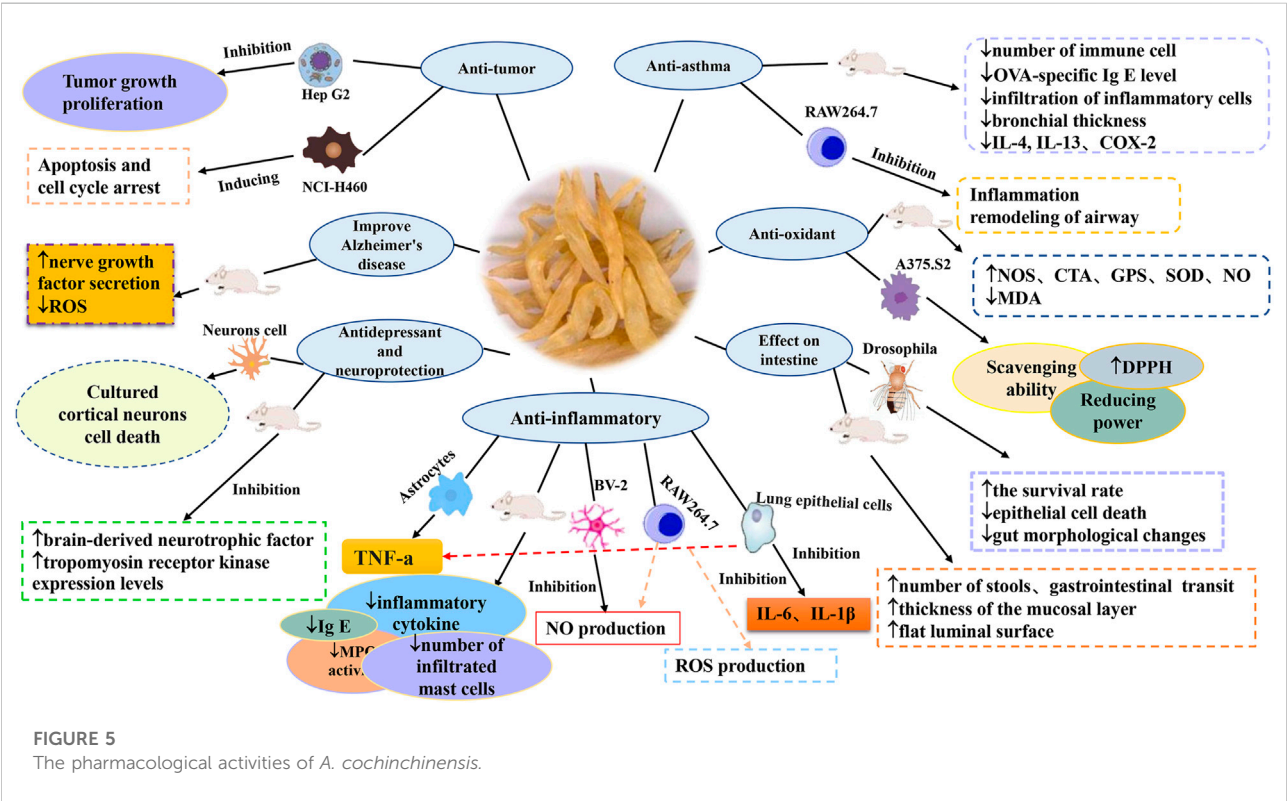 Inhibition
Tumor growth
proliferation
Hep G2
Anti-tumor
Apoptosis and
cell cycle arrest
Inducing
NCI-H460
Anti-asthma
RAW264.7
Inhibition
↓number of immune cell
↓OVA-specific Ig E level
↓infiltration of inflammatory cells
↓bronchial thickness
↓IL-4, IL-13、COX-2
Inflammation
remodeling of airway
Improve
Alzheimer's
disease
↑nerve growth
factor secretion
↓ROS
Anti-oxidant
A375.S2
↑NOS、CTA、GPS、SOD、NO
↓MDA
Scavenging
ability
↑DPPH
Reducing
power
Antidepressant
and
neuroprotection
Neurons cell
Cultured
cortical neurons
cell death
Inhibition
↑brain-derived neurotrophic factor
↑tropomyosin receptor kinase
expression levels
Effect on
intestine
Drosophila
↑the survival rate
↓epithelial cell death
↓gut morphological changes
↑number of stools、gastrointestinal transit
↑thickness of the mucosal layer
↑flat luminal surface
Anti-inflammatory
Astrocytes
BV-2
RAW264.7
Lung epithelial cells
TNF-a
Inhibition
Inhibition
Inhibition
↓inflammatory
cytokine
↓Ig E
↓number of
infiltrated
mast cells
NO production
ROS production
IL-6、IL-1β
FIGURE 5
The pharmacological activities of A. cochinchinensis.